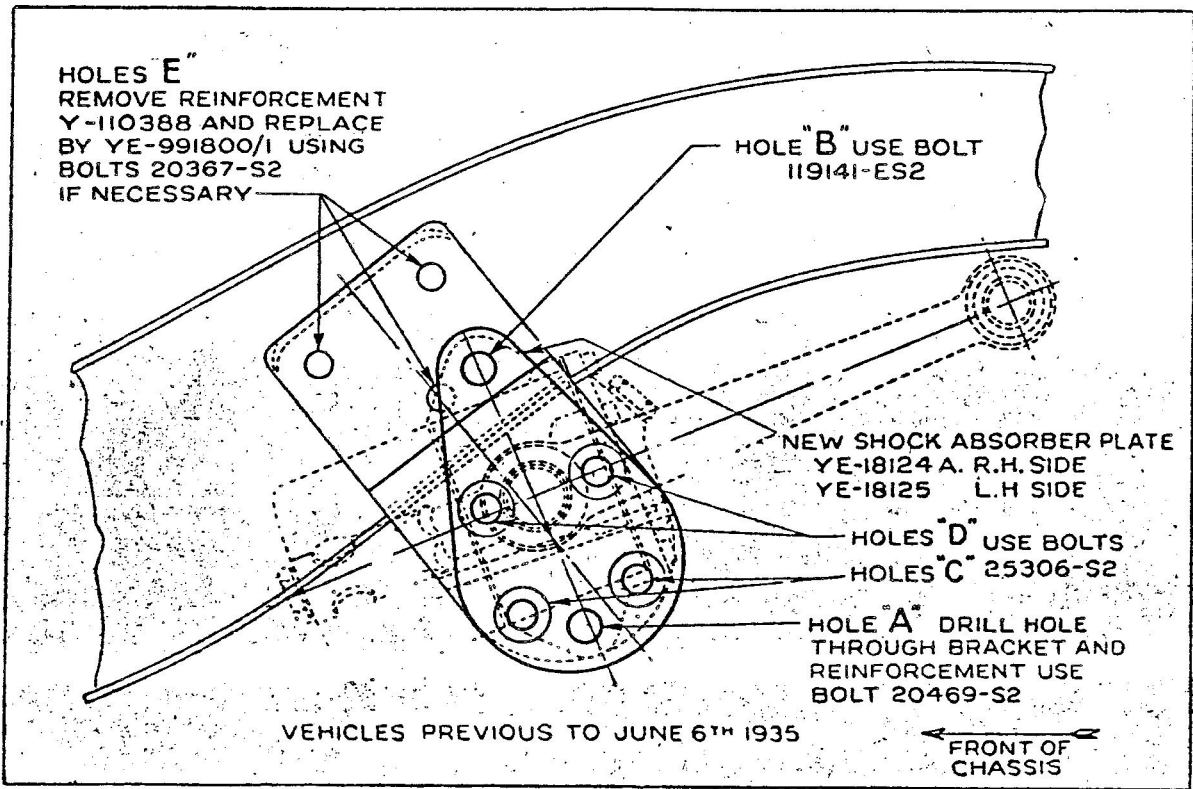 HOLES "E"
REMOVE REINFORCEMENT
Y-110388 AND REPLACE
BY YE-991800/1 USING
BOLTS 20367-S2
IF NECESSARY
HOLE "B" USE BOLT
119141-ES2
NEW SHOCK ABSORBER PLATE
YE-18124A. R.H. SIDE
YE-18125 L.H SIDE
HOLES "D" USE BOLTS
HOLES "C" 25306-S2
HOLE "A" DRILL HOLE
THROUGH BRACKET AND
REINFORCEMENT USE
BOLT 20469-S2
VEHICLES PREVIOUS TO JUNE 6TH 1935
FRONT OF
CHASSIS